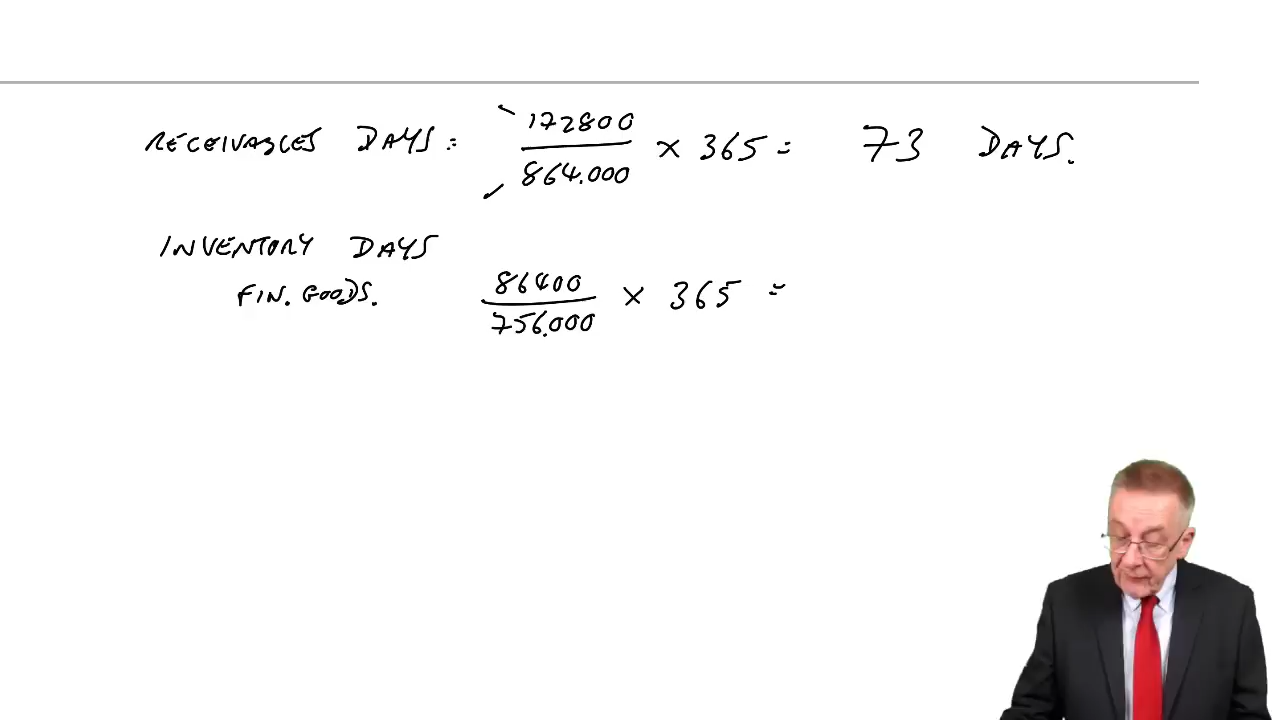 RECEIVABLES DAYS = 172800 / 864.000 × 365 = 73 DAYS.
INVENTORY DAYS
FIN. GOODS. 86400 / 756.000 × 365 =